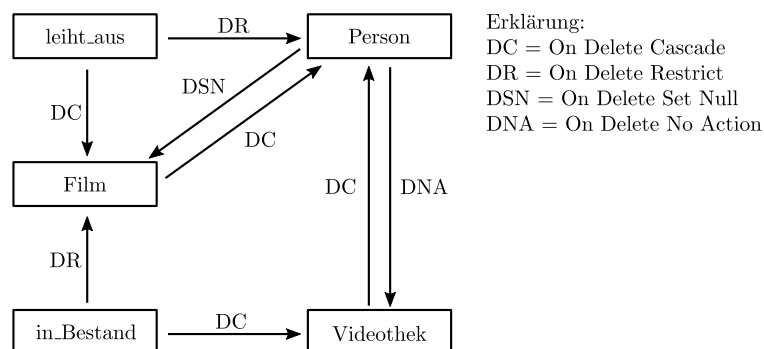 leiht_aus
DR
Person
Erklärung:
DC = On Delete Cascade
DR = On Delete Restrict
DSN = On Delete Set Null
DNA = On Delete No Action
DC
DSN
DC
Film
DC
DNA
DR
in_Bestand
DC
Videothek